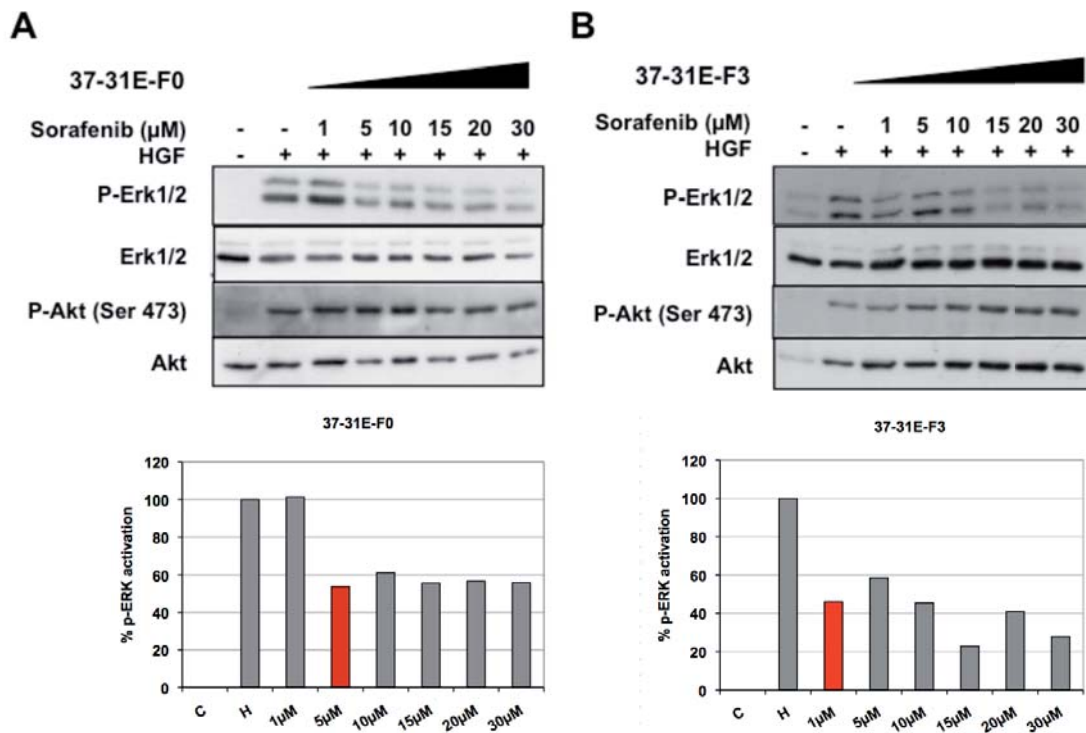 A
37-31E-F0
Sorafenib (µM) - - 1 5 10 15 20 30
HGF - + + + + + + +
P-Erk1/2
Erk1/2
P-Akt (Ser 473)
Akt
37-31E-F0
120
100
80
60
40
20
0
% p-ERK activation
C H 1µM 5µM 10µM 15µM 20µM 30µM
B
37-31E-F3
Sorafenib (µM) - - 1 5 10 15 20 30
HGF - + + + + + + +
P-Erk1/2
Erk1/2
P-Akt (Ser 473)
Akt
37-31E-F3
120
100
80
60
40
20
0
% p-ERK activation
C H 1µM 5µM 10µM 15µM 20µM 30µM